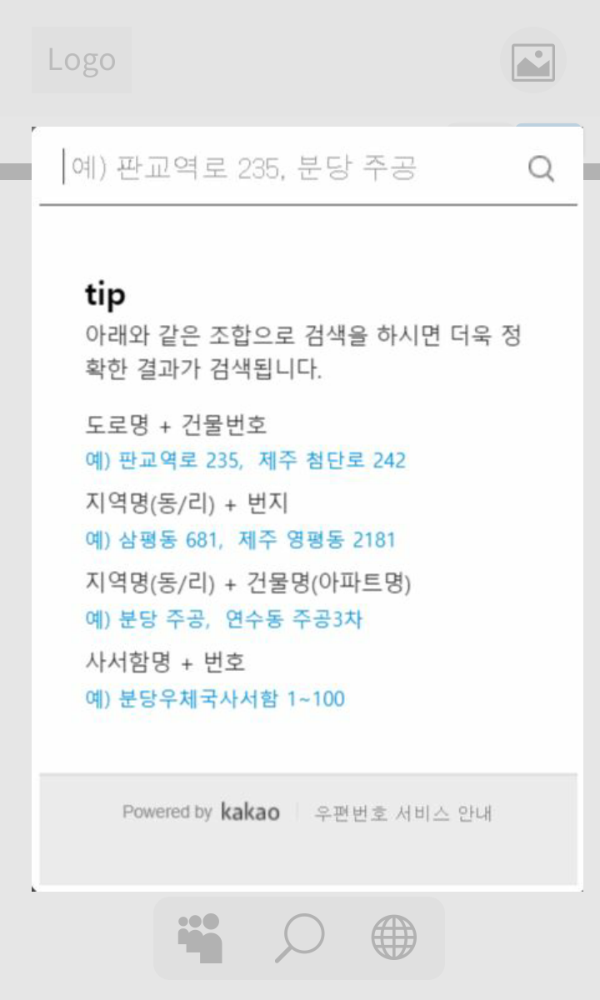 Logo
예) 판교역로 235, 분당 주공
tip
아래와 같은 조합으로 검색을 하시면 더욱 정
확한 결과가 검색됩니다.
도로명 + 건물번호
예) 판교역로 235, 제주 첨단로 242
지역명(동/리) + 번지
예) 삼평동 681, 제주 영평동 2181
지역명(동/리) + 건물명(아파트명)
예) 분당 주공, 연수동 주공3차
사서함명 + 번호
예) 분당우체국사서함 1~100
Powered by kakao 우편번호 서비스 안내